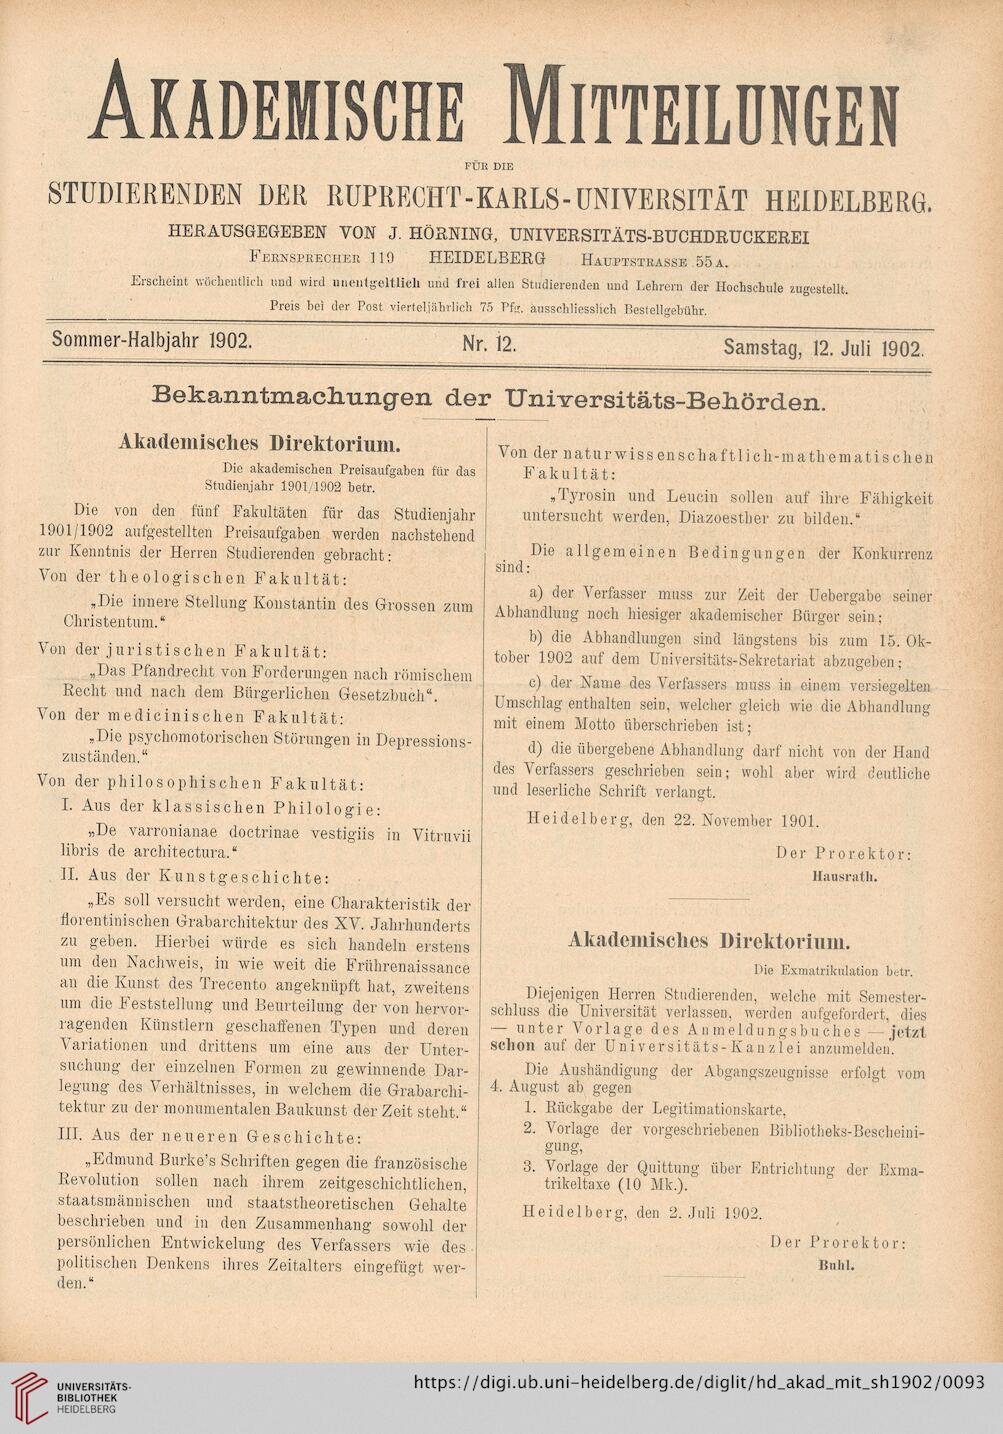 AKADEMISCHE MITTEILUNGEN
FÜR DIE
STUDIERENDEN DER RUPRECHT-KARLS-UNIVERSITÄT HEIDELBERG.
HERAUSGEGEBEN VON J. HÖRNING, UNIVERSITÄTS-BUCHDRUCKEREI
FERNSPRECHER 119 HEIDELBERG HAUPTSTRASSE 55 A.
Erscheint wöchentlich und wird unentgeltlich und frei allen Studierenden und Lehrern der Hochschule zugestellt.
Preis bei der Post vierteljährlich 75 Pfg. ausschliesslich Bestellgebühr.
Sommer-Halbjahr 1902. Nr. 12. Samstag, 12. Juli 1902.
Bekanntmachungen der Universitäts-Behörden.
Akademisches Direktorium.
Die akademischen Preisaufgaben für das
Studienjahr 1901/1902 betr.
Die von den fünf Fakultäten für das Studienjahr
1901/1902 aufgestellten Preisaufgaben werden nachstehend
zur Kenntnis der Herren Studierenden gebracht:
Von der theologischen Fakultät:
„Die innere Stellung Konstantin des Grossen zum
Christentum.“
Von der juristischen Fakultät:
„Das Pfandrecht von Forderungen nach römischem
Recht und nach dem Bürgerlichen Gesetzbuch“.
Von der medicinischen Fakultät:
„Die psychomotorischen Störungen in Depressions-
zuständen.“
Von der philosophischen Fakultät:
I. Aus der klassischen Philologie:
„De varronianae doctrinae vestigiis in Vitruvii
libris de architectura.“
II. Aus der Kunstgeschichte:
„Es soll versucht werden, eine Charakteristik der
florentinischen Grabarchitektur des XV. Jahrhunderts
zu geben. Hierbei würde es sich handeln erstens
um den Nachweis, in wie weit die Frührenaissance
an die Kunst des Trecento angeknüpft hat, zweitens
um die Feststellung und Beurteilung der von hervor-
ragenden Künstlern geschaffenen Typen und deren
Variationen und drittens um eine aus der Unter-
suchung der einzelnen Formen zu gewinnende Dar-
legung des Verhältnisses, in welchem die Grabarchi-
tektur zu der monumentalen Baukunst der Zeit steht.“
III. Aus der neueren Geschichte:
„Edmund Burke's Schriften gegen die französische
Revolution sollen nach ihrem zeitgeschichtlichen,
staatsmännischen und staatstheoretischen Gehalte
beschrieben und in den Zusammenhang sowohl der
persönlichen Entwickelung des Verfassers wie des
politischen Denkens ihres Zeitalters eingefügt wer-
den.“
Von der naturwissenschaftlich-mathematischen
Fakultät:
„Tyrosin und Leucin sollen auf ihre Fähigkeit
untersucht werden, Diazoesther zu bilden.“
Die allgemeinen Bedingungen der Konkurrenz
sind:
a) der Verfasser muss zur Zeit der Uebergabe seiner
Abhandlung noch hiesiger akademischer Bürger sein;
b) die Abhandlungen sind längstens bis zum 15. Ok-
tober 1902 auf dem Universitäts-Sekretariat abzugeben;
c) der Name des Verfassers muss in einem versiegelten
Umschlag enthalten sein, welcher gleich wie die Abhandlung
mit einem Motto überschrieben ist;
d) die übergebene Abhandlung darf nicht von der Hand
des Verfassers geschrieben sein; wohl aber wird deutliche
und leserliche Schrift verlangt.
Heidelberg, den 22. November 1901.
Der Prorektor:
Hausrath.
Akademisches Direktorium.
Die Exmatrikulation betr.
Diejenigen Herren Studierenden, welche mit Semester-
schluss die Universität verlassen, werden aufgefordert, dies
— unter Vorlage des Anmeldungsbuches — jetzt
schon auf der Universitäts-Kanzlei anzumelden.
Die Aushändigung der Abgangszeugnisse erfolgt vom
4. August ab gegen
1. Rückgabe der Legitimationskarte,
2. Vorlage der vorgeschriebenen Bibliotheks-Bescheini-
gung,
3. Vorlage der Quittung über Entrichtung der Exma-
trikeltaxe (10 Mk.).
Heidelberg, den 2. Juli 1902.
Der Prorektor:
Buhl.
UNIVERSITÄTS-
BIBLIOTHEK
HEIDELBERG
https://digi.ub.uni-heidelberg.de/diglit/hd_akad_mit_sh1902/0093